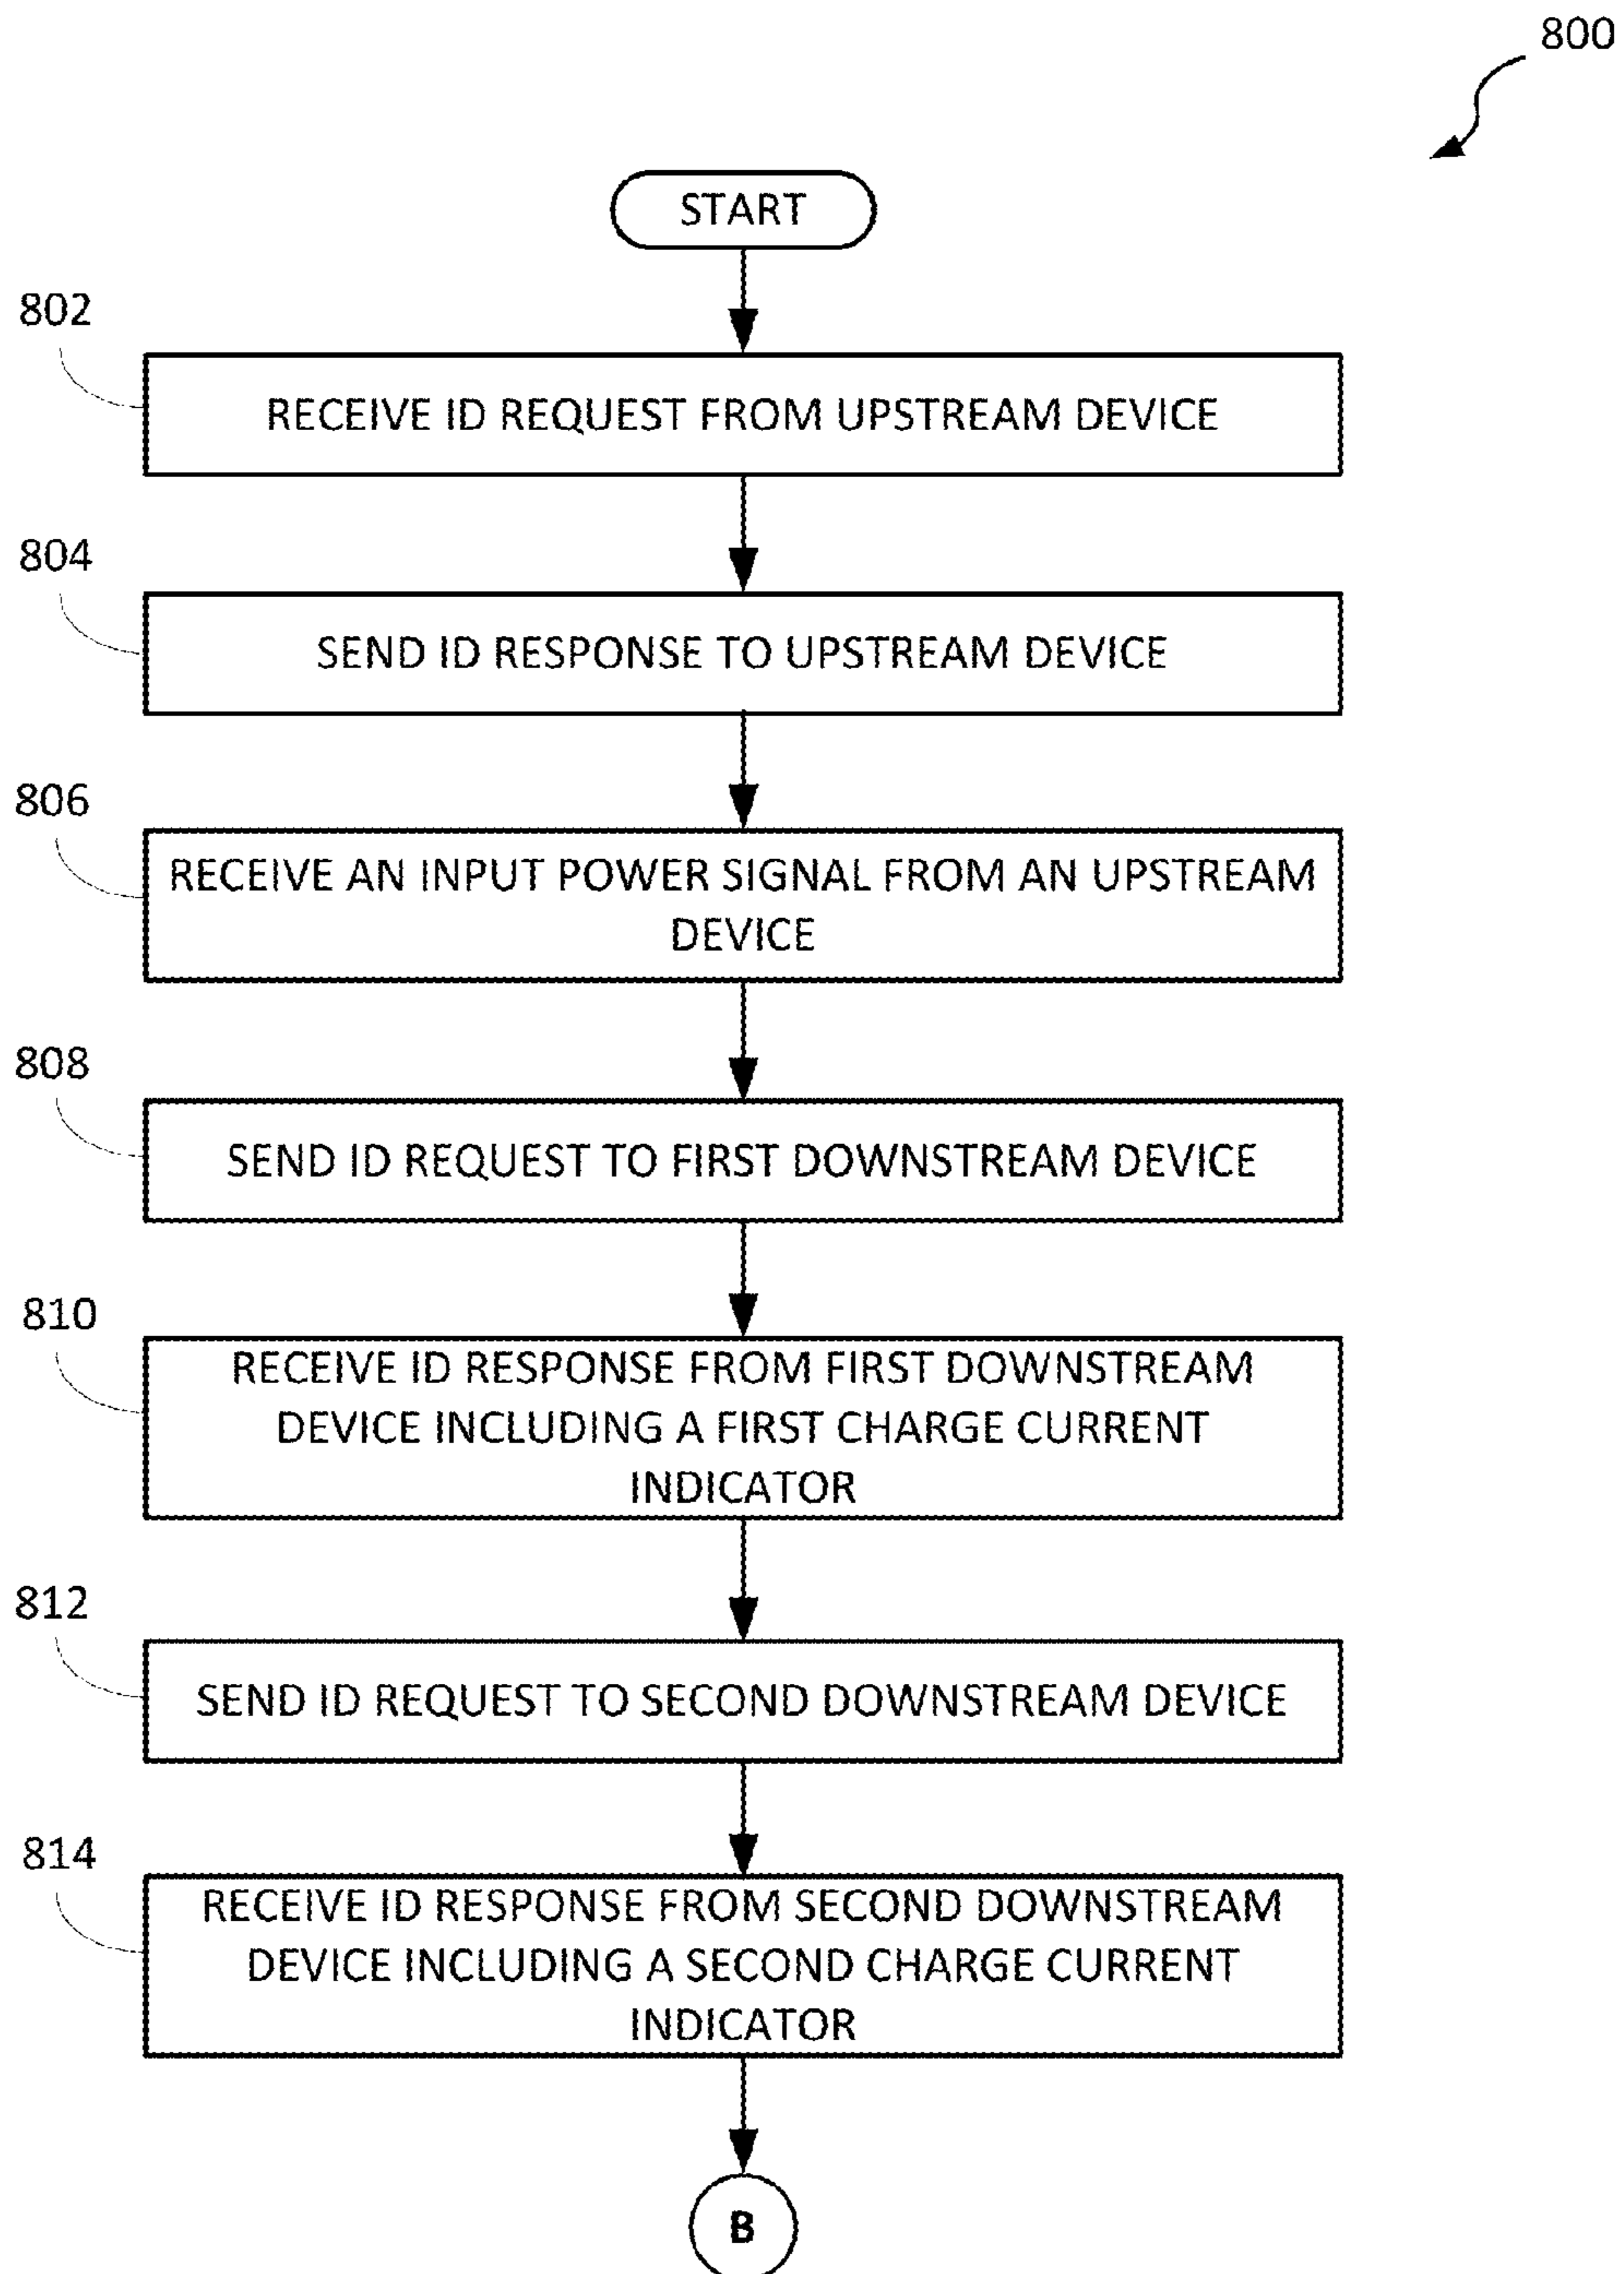 800
START
802
RECEIVE ID REQUEST FROM UPSTREAM DEVICE
804
SEND ID RESPONSE TO UPSTREAM DEVICE
806
RECEIVE AN INPUT POWER SIGNAL FROM AN UPSTREAM
DEVICE
808
SEND ID REQUEST TO FIRST DOWNSTREAM DEVICE
810
RECEIVE ID RESPONSE FROM FIRST DOWNSTREAM
DEVICE INCLUDING A FIRST CHARGE CURRENT
INDICATOR
812
SEND ID REQUEST TO SECOND DOWNSTREAM DEVICE
814
RECEIVE ID RESPONSE FROM SECOND DOWNSTREAM
DEVICE INCLUDING A SECOND CHARGE CURRENT
INDICATOR
B